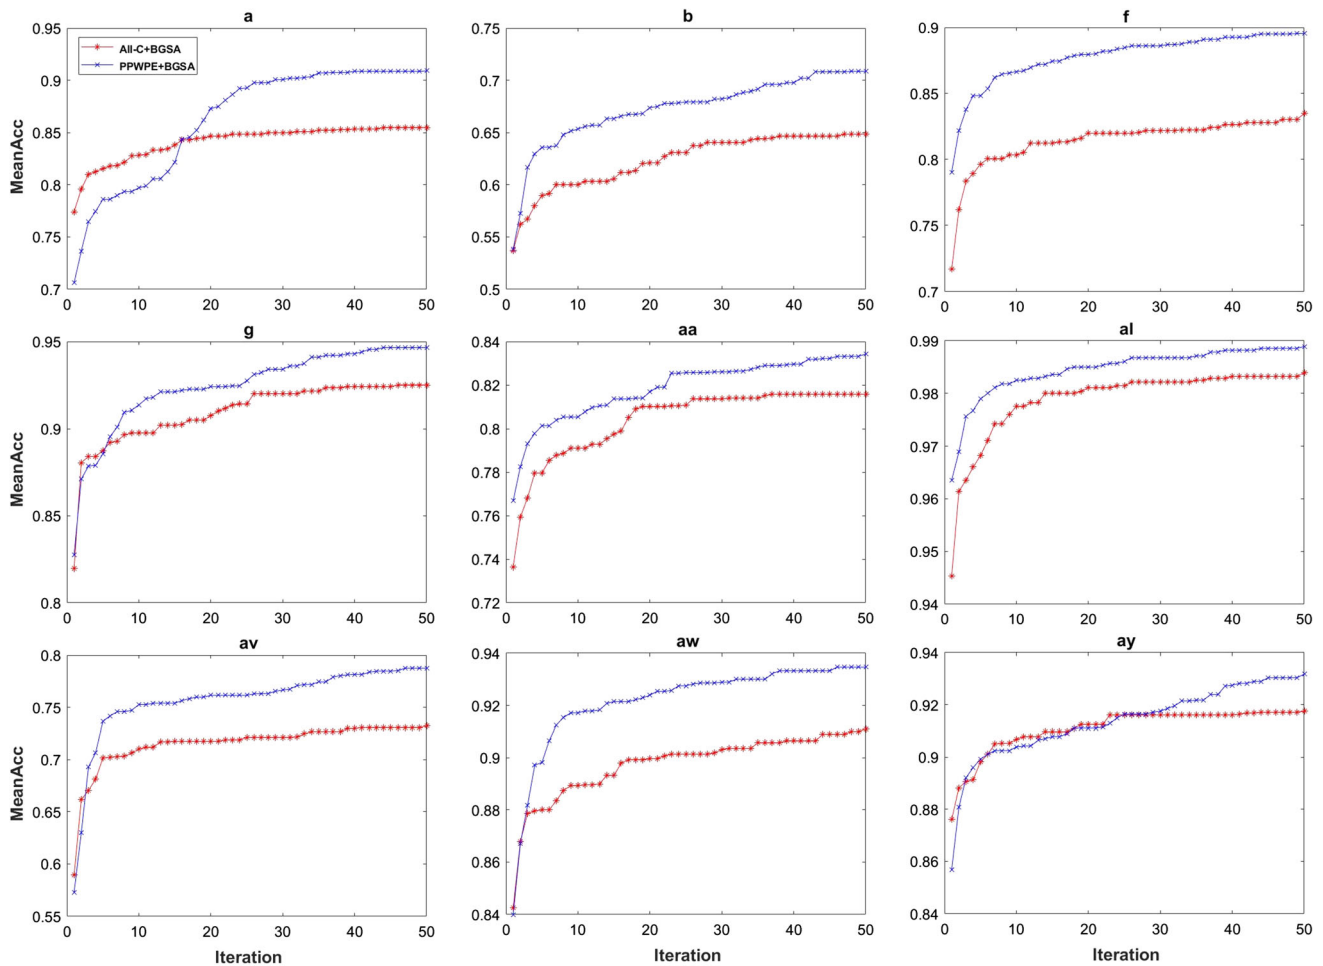 a
b
f
MeanAcc
0.95
0.9
0.85
0.8
0.75
0.7
All-C+BGSA
PPWPE+BGSA
0 10 20 30 40 50
0.75
0.7
0.65
0.6
0.55
0.5
0 10 20 30 40 50
0.9
0.85
0.8
0.75
0.7
0 10 20 30 40 50
g
aa
al
MeanAcc
0.95
0.9
0.85
0.8
0 10 20 30 40 50
0.84
0.82
0.8
0.78
0.76
0.74
0.72
0 10 20 30 40 50
0.99
0.98
0.97
0.96
0.95
0.94
0 10 20 30 40 50
av
aw
ay
MeanAcc
0.8
0.75
0.7
0.65
0.6
0.55
0 10 20 30 40 50
0.94
0.92
0.9
0.88
0.86
0.84
0 10 20 30 40 50
0.94
0.92
0.9
0.88
0.86
0.84
0 10 20 30 40 50
Iteration
Iteration
Iteration